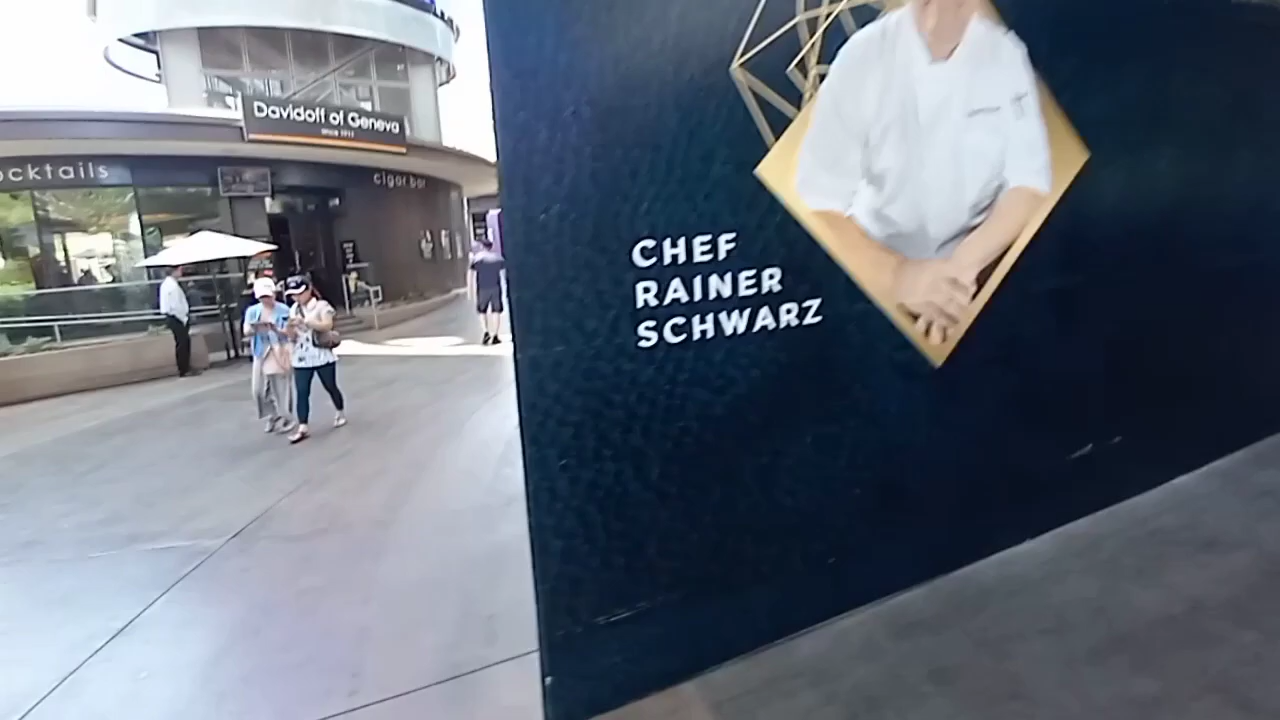 Davidoff of Geneva
since 1911
ocktails
cigar bar
CHEF
RAINER
SCHWARZ